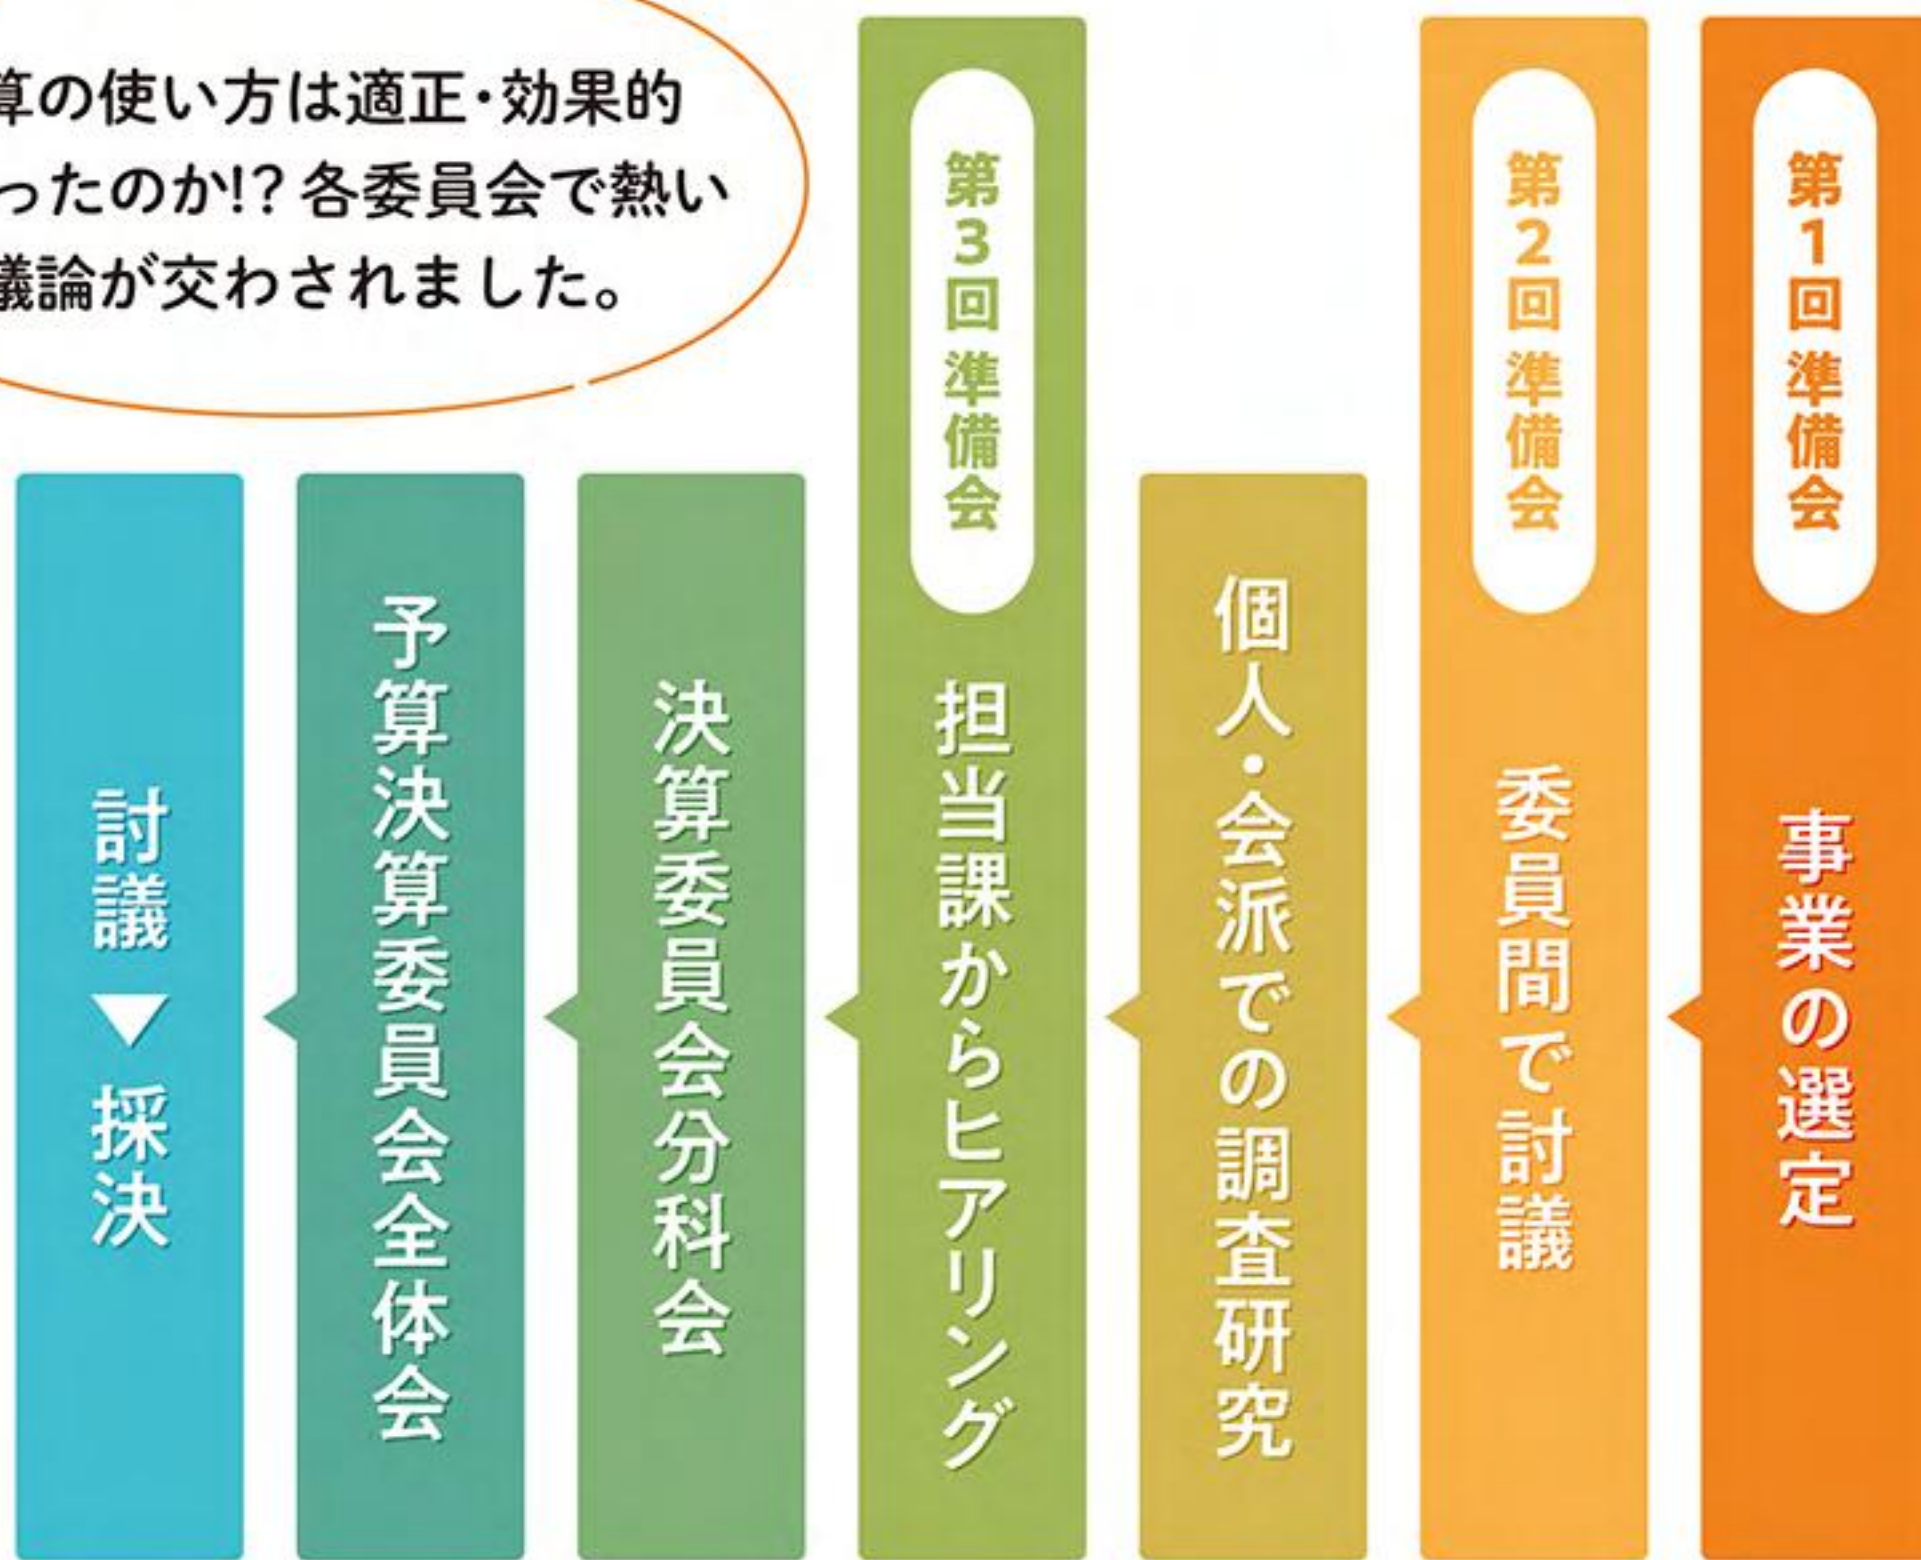 算の使い方は適正・効果的
ったのか!? 各委員会で熱い
議論が交わされました。
第1回 準備会
事業の選定
第2回 準備会
委員間で討議
個人・会派での調査研究
第3回 準備会
担当課からヒアリング
決算委員会分科会
予算決算委員会全体会
討議▼採決